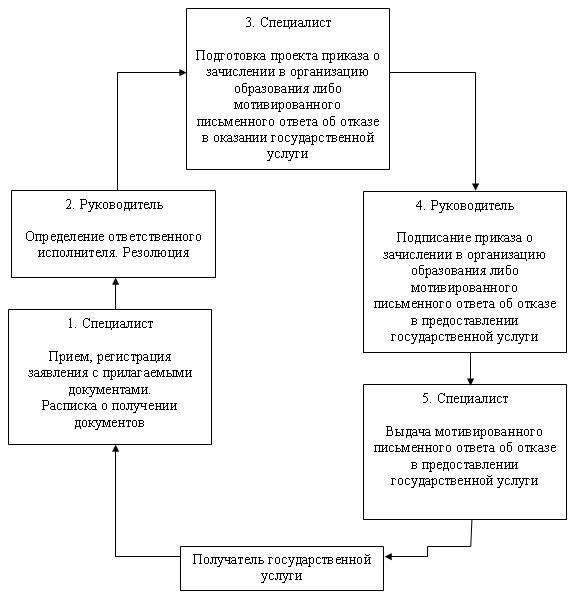 3. Специалист
Подготовка проекта приказа о
зачислении в организацию
образования либо
мотивированного
письменного ответа об отказе
в оказании государственной
услуги
2. Руководитель
Определение ответственного
исполнителя. Резолюция
4. Руководитель
Подписание приказа о
зачислении в организацию
образования либо
мотивированного
письменного ответа об отказе
в предоставлении
государственной услуги
1. Специалист
Прием, регистрация
заявления с прилагаемыми
документами.
Расписка о получении
документов
5. Специалист
Выдача мотивированного
письменного ответа об отказе
в предоставлении
государственной услуги
Получатель государственной
услуги